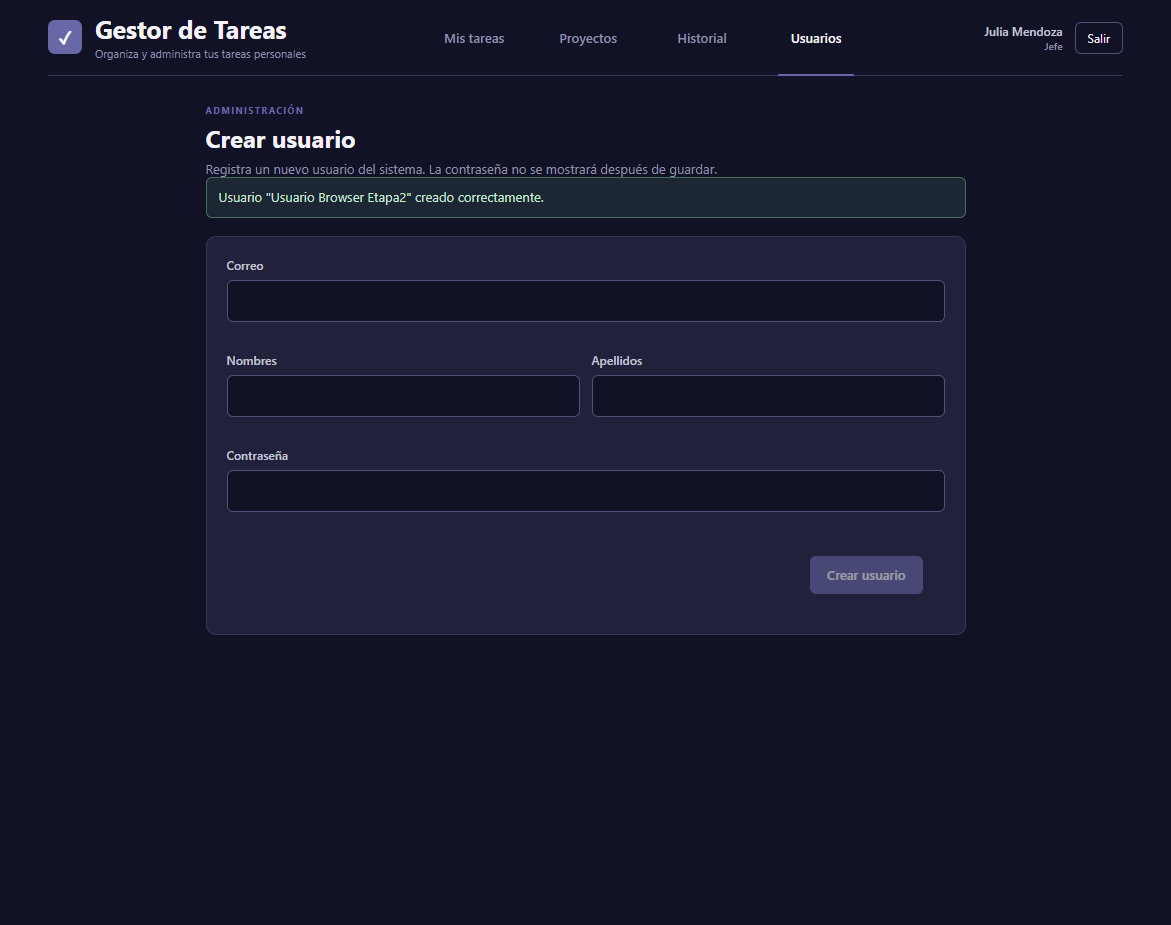 Gestor de Tareas
Organiza y administra tus tareas personales
Mis tareas
Proyectos
Historial
Usuarios
Julia Mendoza
Jefe
Salir
ADMINISTRACIÓN
Crear usuario
Registra un nuevo usuario del sistema. La contraseña no se mostrará después de guardar.
Usuario "Usuario Browser Etapa2" creado correctamente.
Correo
Nombres
Apellidos
Contraseña
Crear usuario